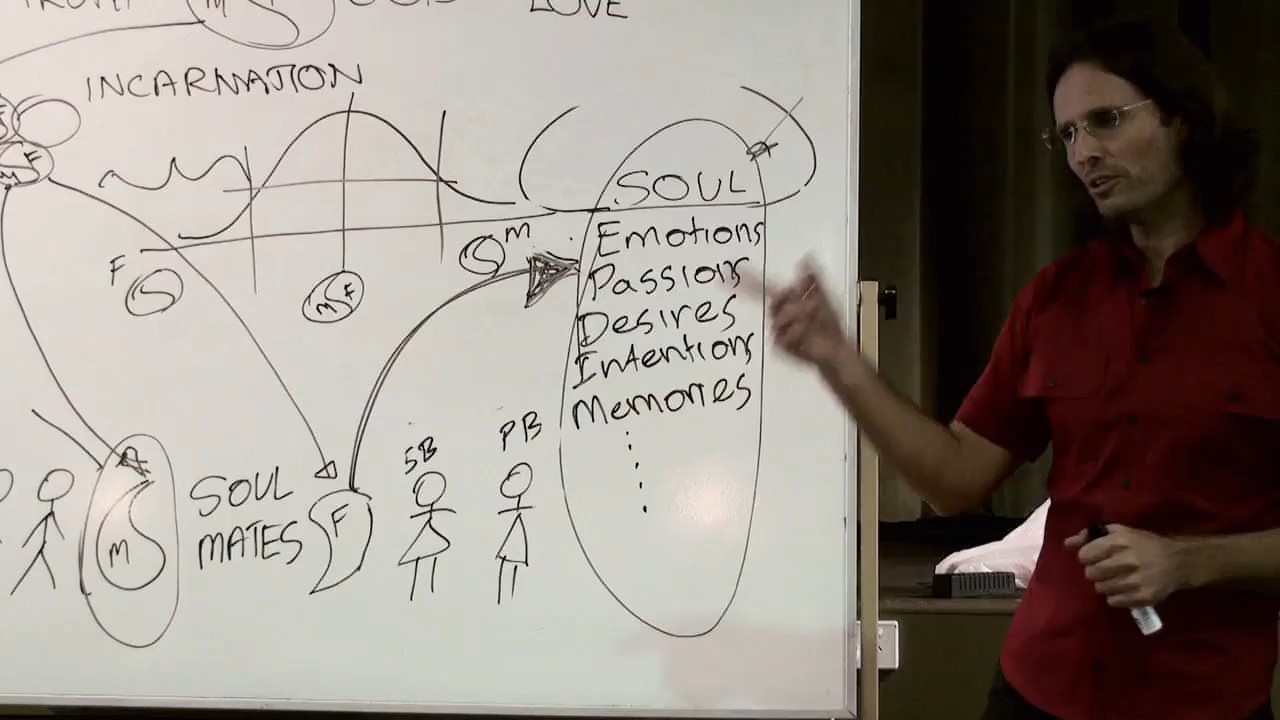 M
LOVE
INCARNATION
M F
SOUL
F
M
Emotions
Passions
Desires
Intentions
Memories
M F
SB
PB
SOUL
MATES
M
F